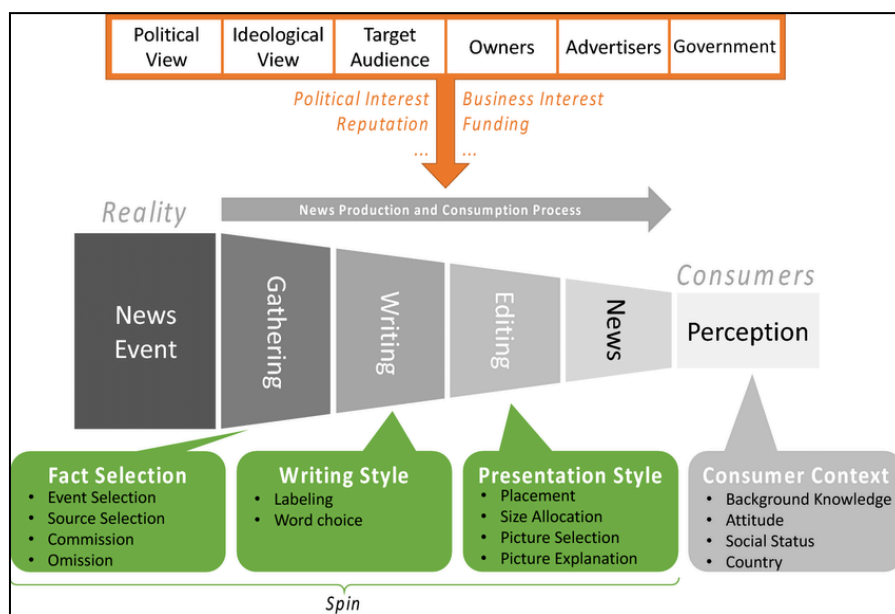 Political View
Ideological View
Target Audience
Owners
Advertisers
Government
Political Interest
Reputation
...
Business Interest
Funding
...
Reality
News Production and Consumption Process
Consumers
News Event
Gathering
Writing
Editing
News
Perception
Fact Selection
• Event Selection
• Source Selection
• Commission
• Omission
Writing Style
• Labeling
• Word choice
Presentation Style
• Placement
• Size Allocation
• Picture Selection
• Picture Explanation
Consumer Context
• Background Knowledge
• Attitude
• Social Status
• Country
Spin